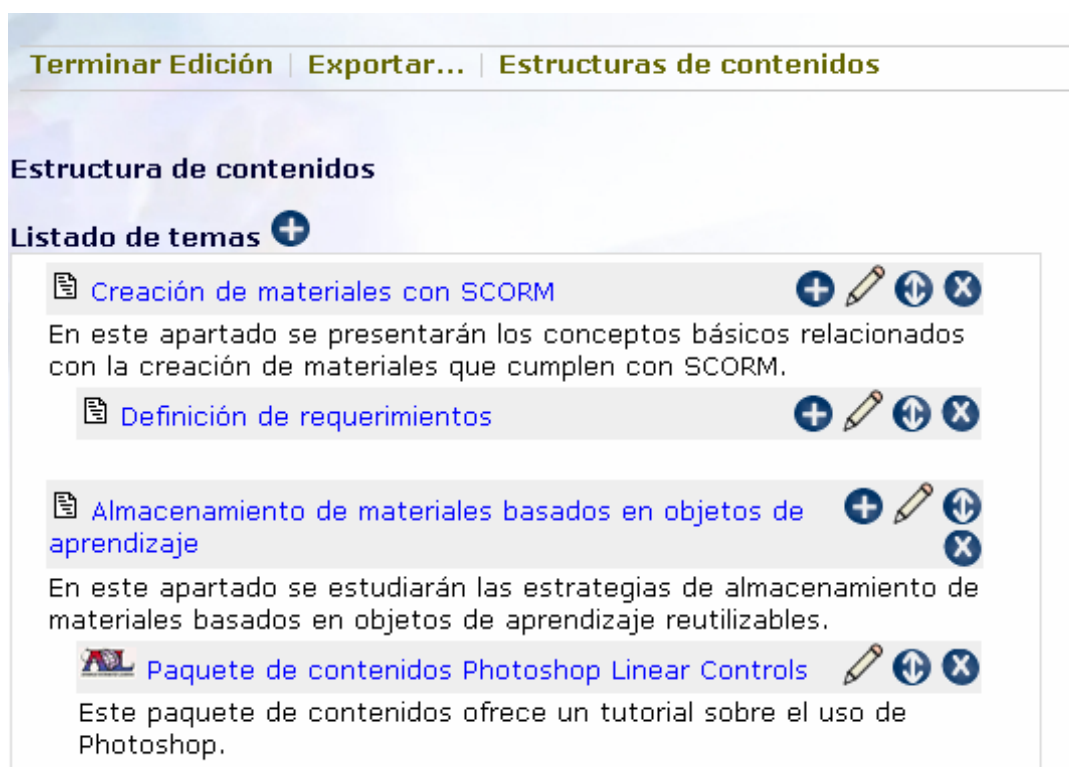 Terminar Edición | Exportar... | Estructuras de contenidos
Estructura de contenidos
Listado de temas
Creación de materiales con SCORM
En este apartado se presentarán los conceptos básicos relacionados
con la creación de materiales que cumplen con SCORM.
Definición de requerimientos
Almacenamiento de materiales basados en objetos de
aprendizaje
En este apartado se estudiarán las estrategias de almacenamiento de
materiales basados en objetos de aprendizaje reutilizables.
ADL Paquete de contenidos Photoshop Linear Controls
Este paquete de contenidos ofrece un tutorial sobre el uso de
Photoshop.